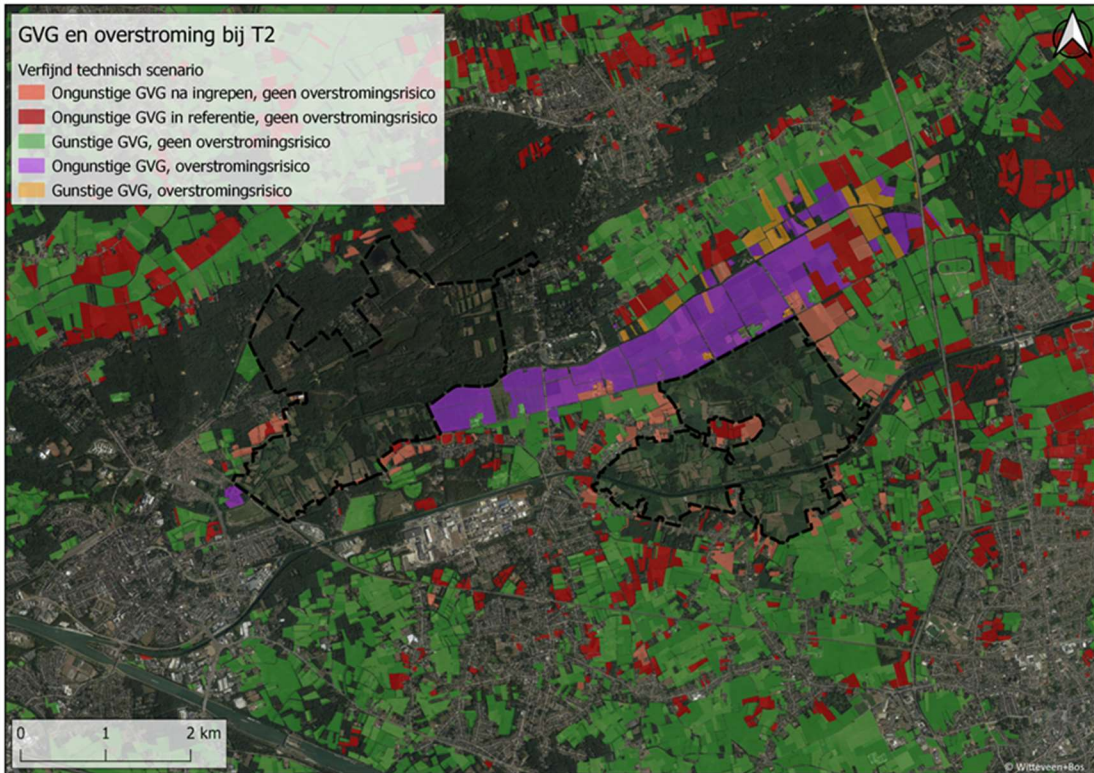 GVG en overstroming bij T2
Verfijnd technisch scenario
Ongunstige GVG na ingrepen, geen overstromingsrisico
Ongunstige GVG in referentie, geen overstromingsrisico
Gunstige GVG, geen overstromingsrisico
Ongunstige GVG, overstromingsrisico
Gunstige GVG, overstromingsrisico
0 1 2 km
© Witteveen+Bos